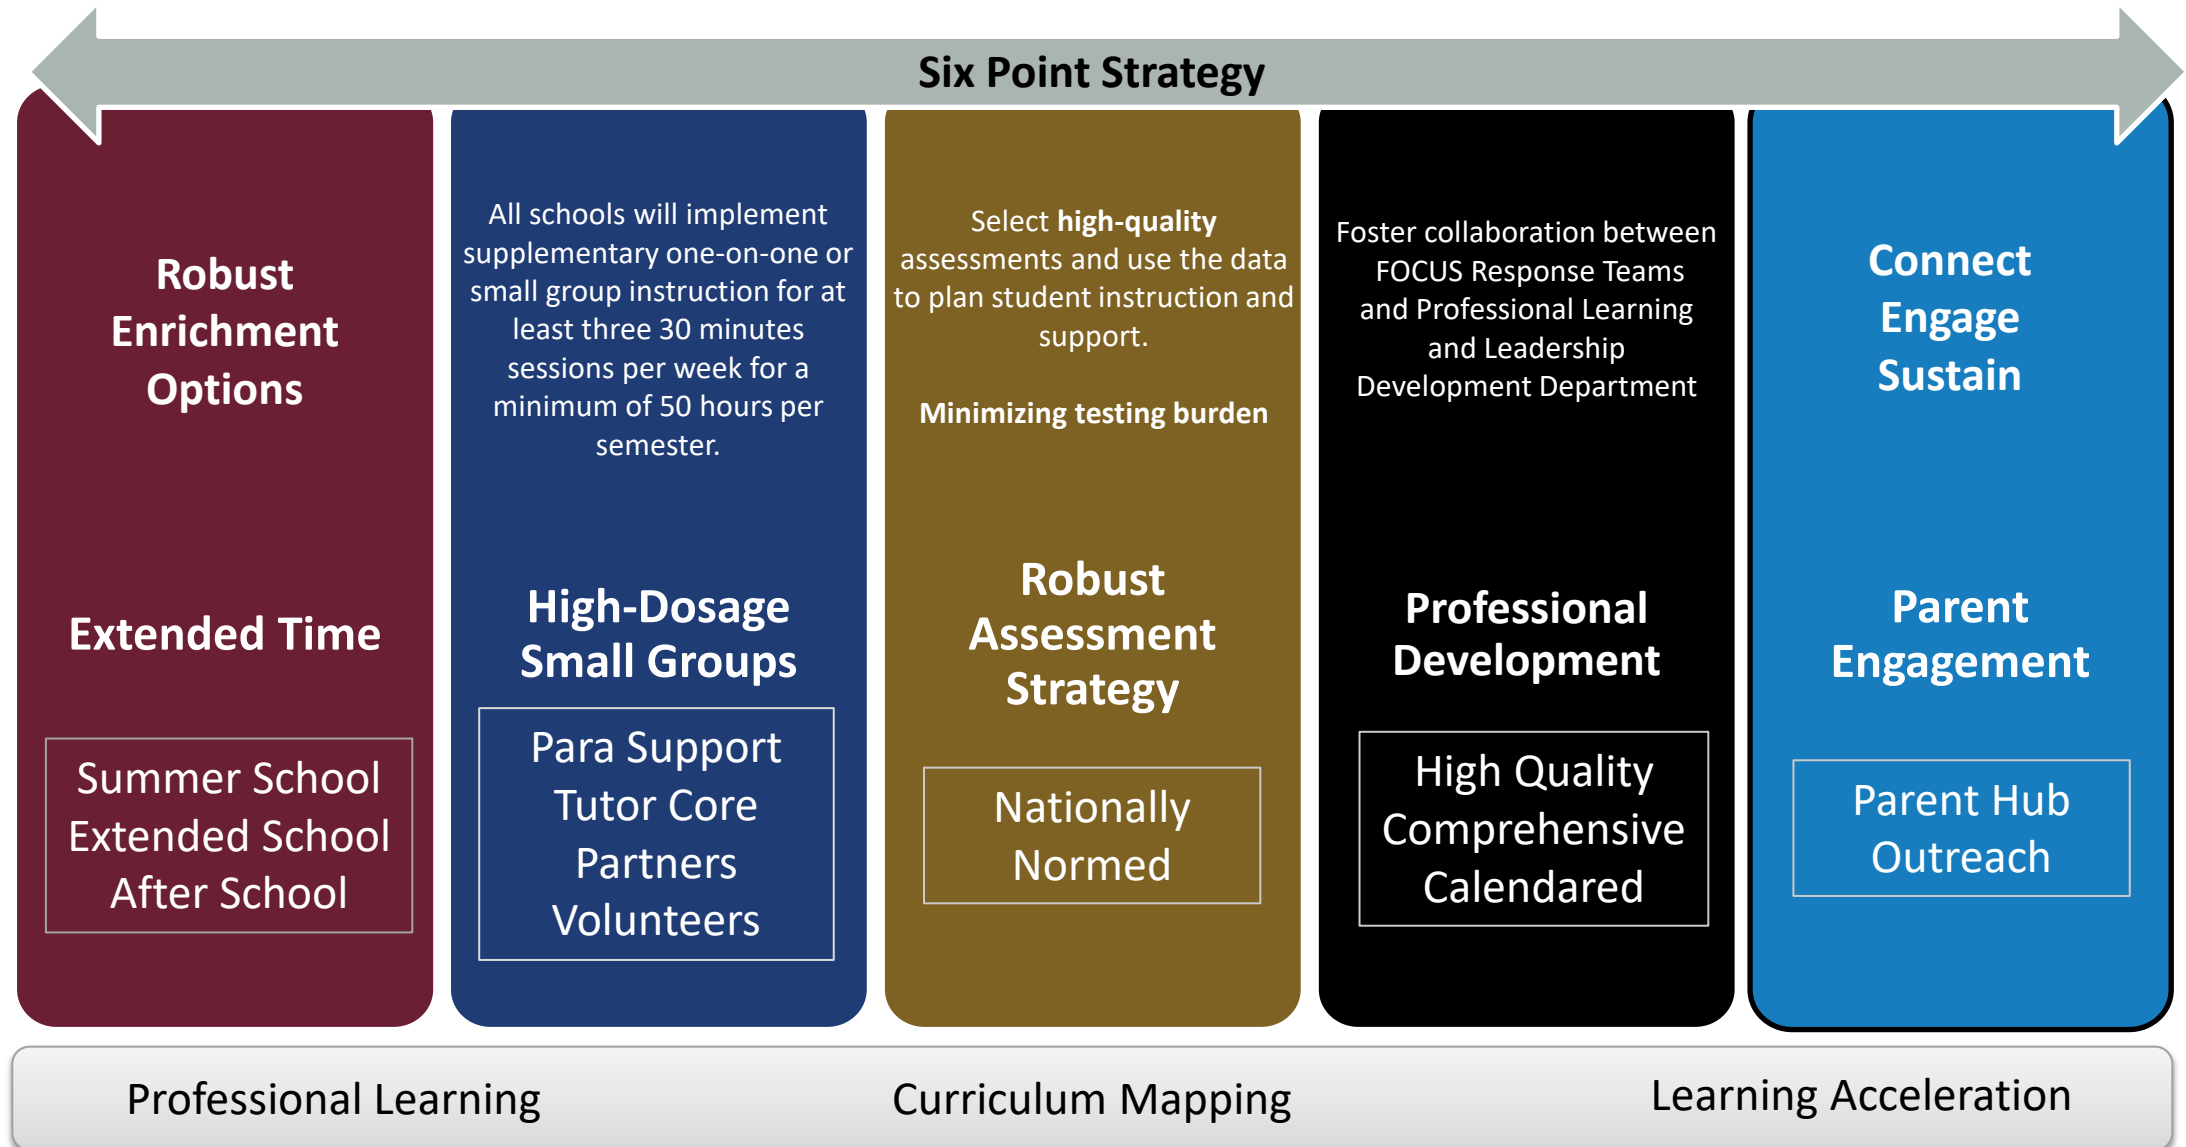 Six Point Strategy
Robust
Enrichment
Options
Extended Time
Summer School
Extended School
After School
All schools will implement
supplementary one-on-one or
small group instruction for at
least three 30 minutes
sessions per week for a
minimum of 50 hours per
semester.
High-Dosage
Small Groups
Para Support
Tutor Core
Partners
Volunteers
Select high-quality
assessments and use the data
to plan student instruction and
support.
Minimizing testing burden
Robust
Assessment
Strategy
Nationally
Normed
Foster collaboration between
FOCUS Response Teams
and Professional Learning
and Leadership
Development Department
Professional
Development
High Quality
Comprehensive
Calendared
Connect
Engage
Sustain
Parent
Engagement
Parent Hub
Outreach
Professional Learning
Curriculum Mapping
Learning Acceleration